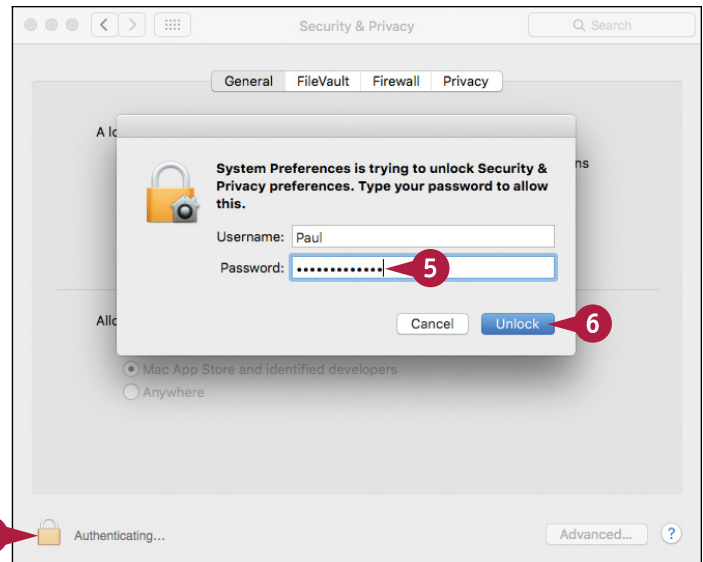 Security & Privacy
Search
General FileVault Firewall Privacy
System Preferences is trying to unlock Security &
Privacy preferences. Type your password to allow
this.
Username: Paul
Password: •••••••••••••
5
Cancel Unlock
6
Mac App Store and identified developers
Anywhere
Authenticating...
Advanced... ?